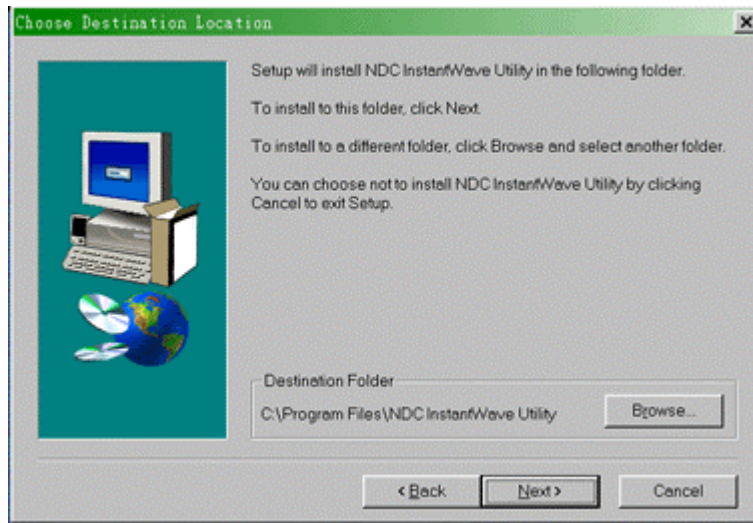 Choose Destination Location
Setup will install NDC InstantWave Utility in the following folder.
To install to this folder, click Next.
To install to a different folder, click Browse and select another folder.
You can choose not to install NDC InstantWave Utility by clicking
Cancel to exit Setup.
Destination Folder
C:\Program Files\NDC InstantWave Utility
Browse...
< Back
Next >
Cancel